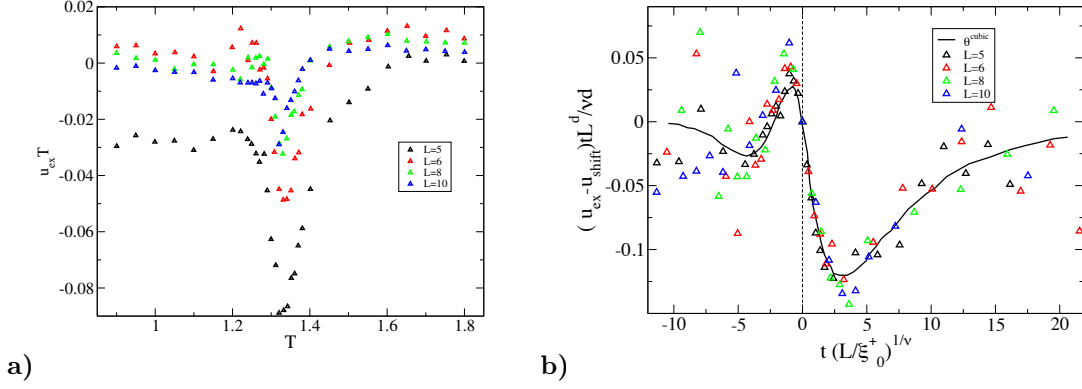 0.02
0
-0.02
-0.04
-0.06
-0.08
u_ex T
1
1.2
1.4
1.6
1.8
T
L=5
L=6
L=8
L=10
a)
0.05
0
-0.05
-0.1
( u_ex-u_shift)tL^d/νd
-10
-5
0
5
10
15
20
t (L/ξ^+_0)^1/ν
θ^cubic
L=5
L=6
L=8
L=10
b)